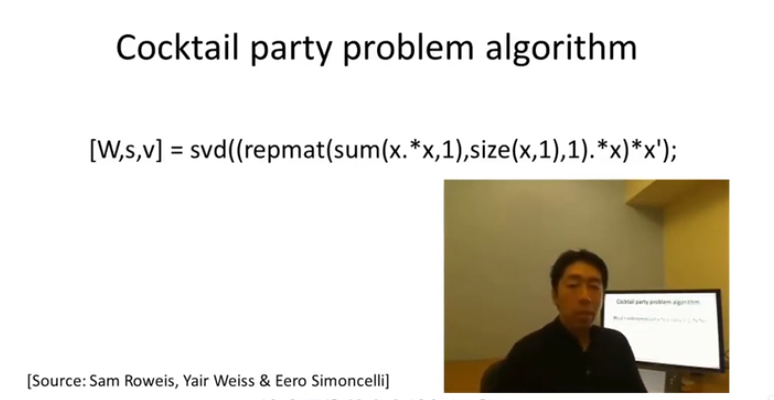 Cocktail party problem algorithm
[W,s,v] = svd((repmat(sum(x.*x,1),size(x,1),1).*x)*x');
Cocktail party problem algorithm
[Source: Sam Roweis, Yair Weiss & Eero Simoncelli]